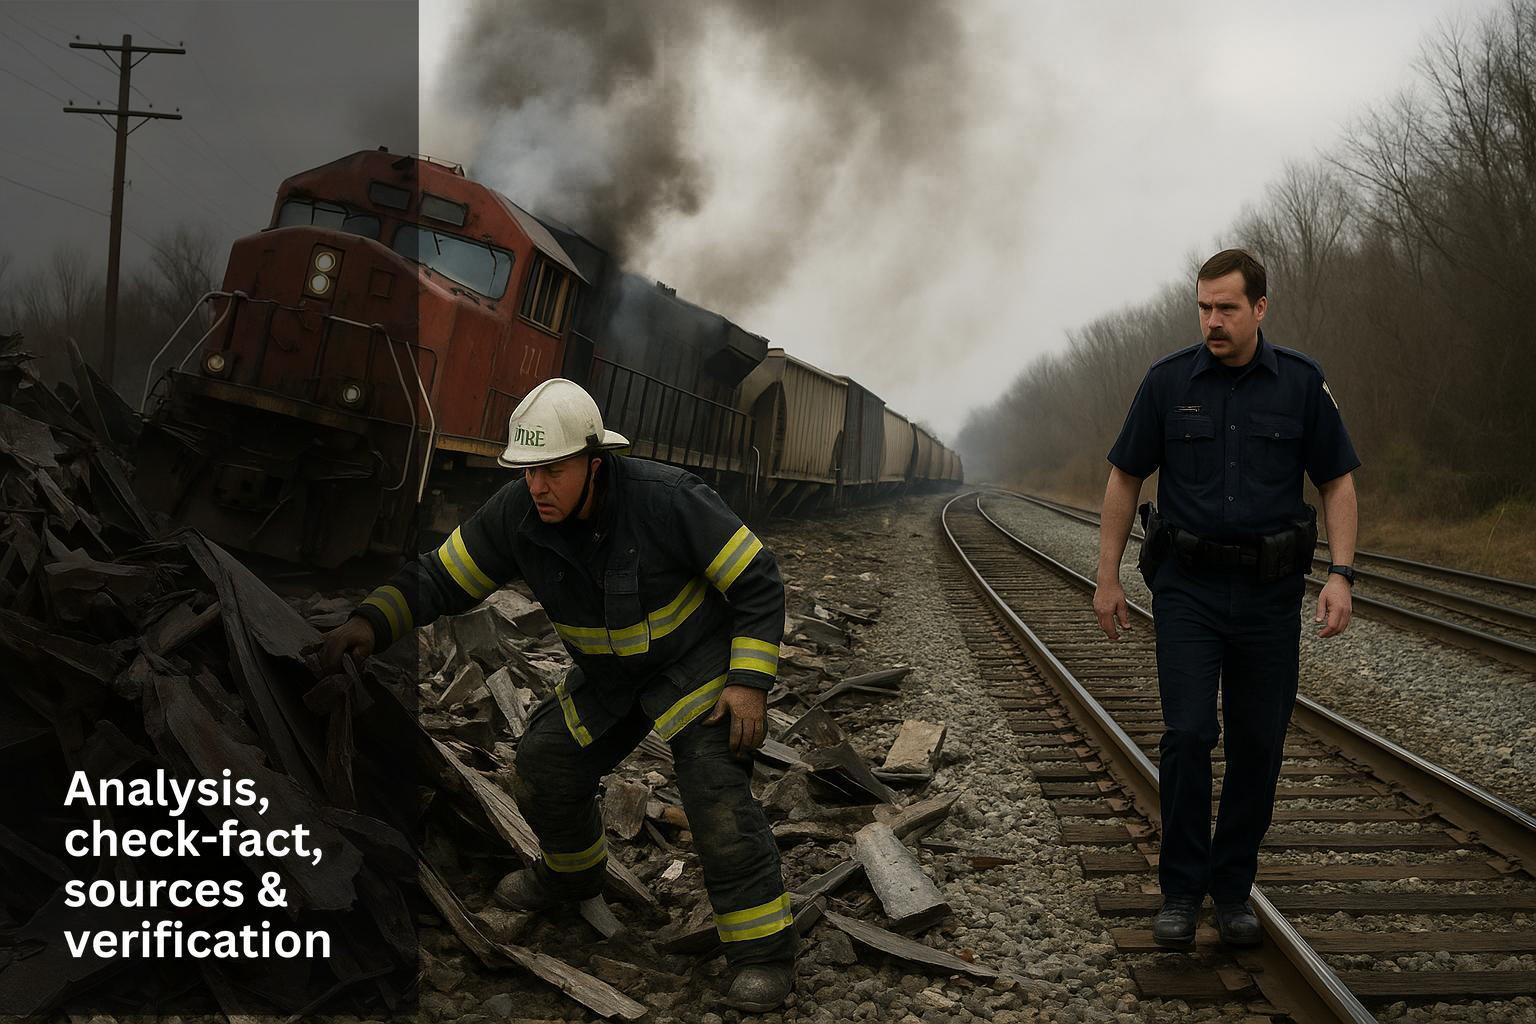 Analysis,
check-fact,
sources &
verification